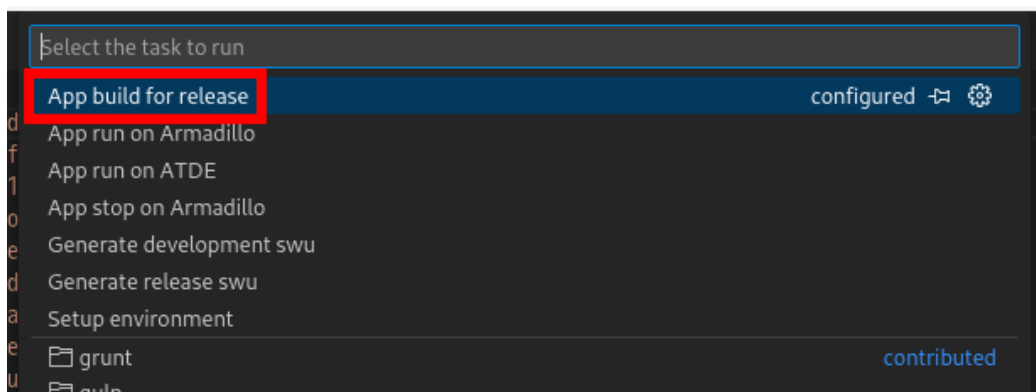 Select the task to run
App build for release configured
App run on Armadillo
App run on ATDE
App stop on Armadillo
Generate development swu
Generate release swu
Setup environment
grunt contributed
gulp